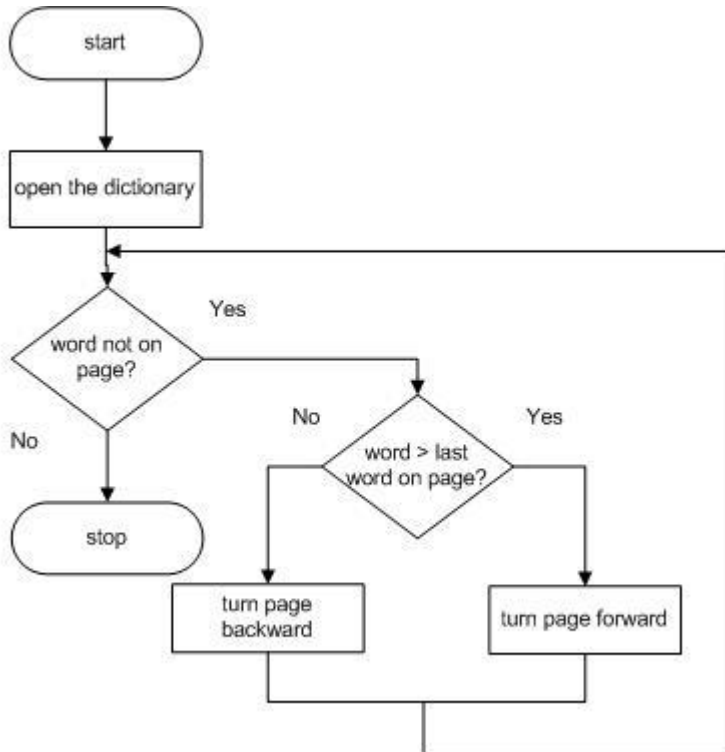 start
open the dictionary
Yes
word not on
page?
No
No
Yes
word > last
word on page?
stop
turn page
backward
turn page forward